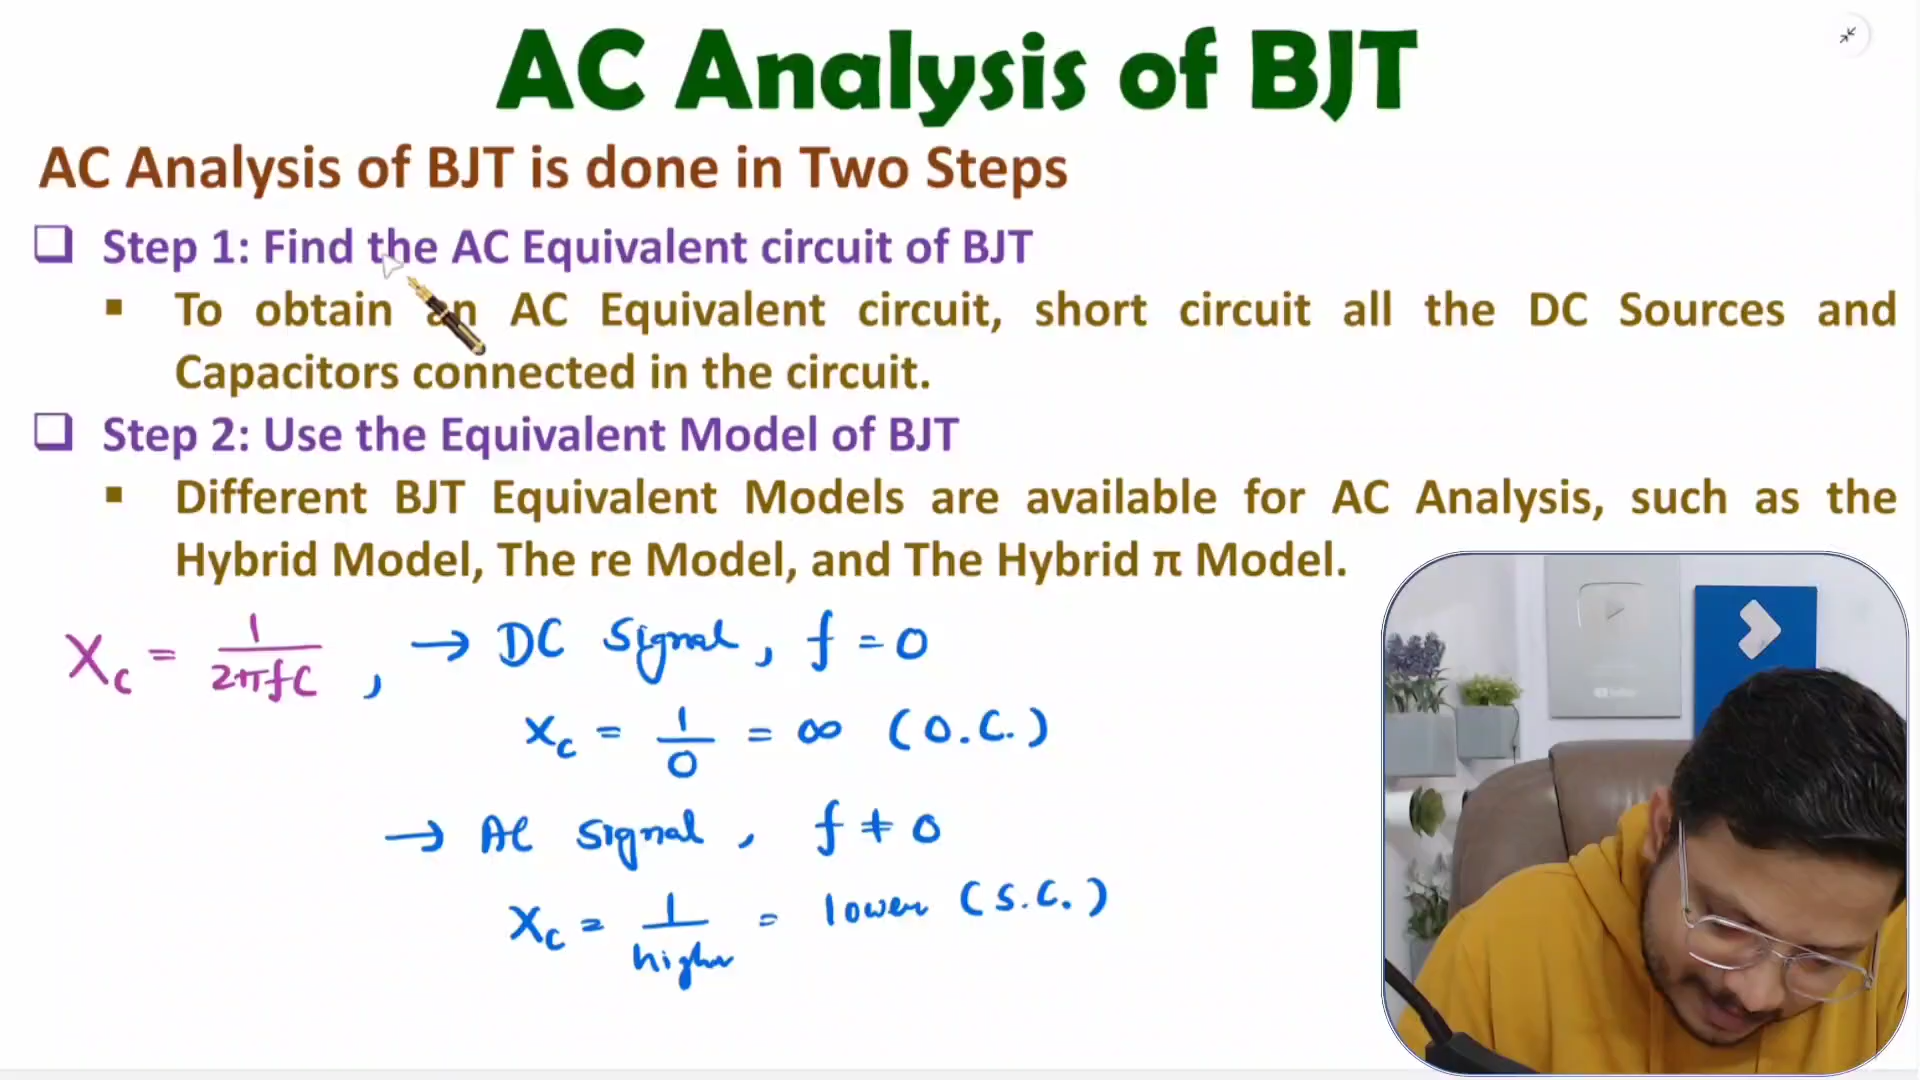 AC Analysis of BJT
AC Analysis of BJT is done in Two Steps
Step 1: Find the AC Equivalent circuit of BJT
To obtain an AC Equivalent circuit, short circuit all the DC Sources and
Capacitors connected in the circuit.
Step 2: Use the Equivalent Model of BJT
Different BJT Equivalent Models are available for AC Analysis, such as the
Hybrid Model, The re Model, and The Hybrid π Model.
Xc = 1/2πfC , → DC Signal, f = 0
Xc = 1/0 = ∞ (O.C.)
→ AC Signal, f ≠ 0
Xc = 1/higher = lower (S.C.)